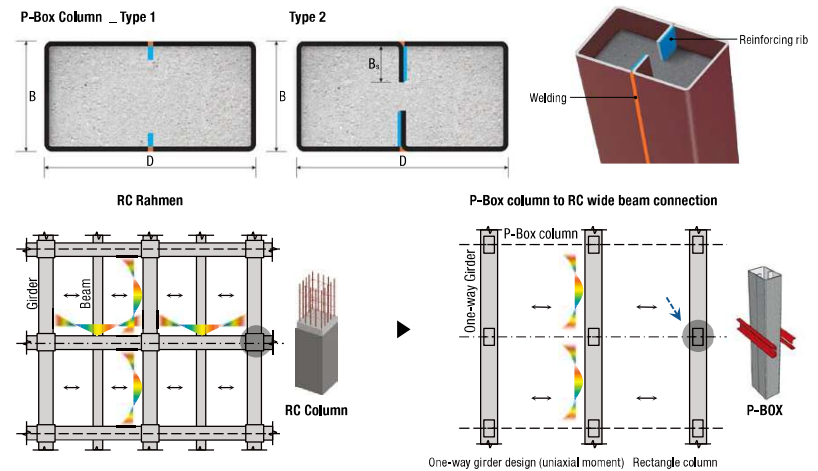 P-Box Column _ Type 1
Type 2
Reinforcing rib
B
B
Bs
Welding
D
D
RC Rahmen
P-Box column to RC wide beam connection
P-Box column
Girder
Beam
One-way Girder
RC Column
P-BOX
One-way girder design (uniaxial moment)
Rectangle column